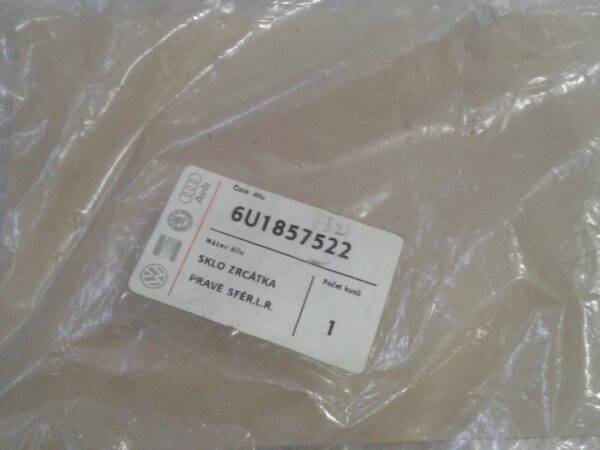 Audi
Číslo dílu
6U1857522
Název dílu
SKLO ZRCÁTKA
PRAVÉ SFÉR.L.R.
Počet kusů
1